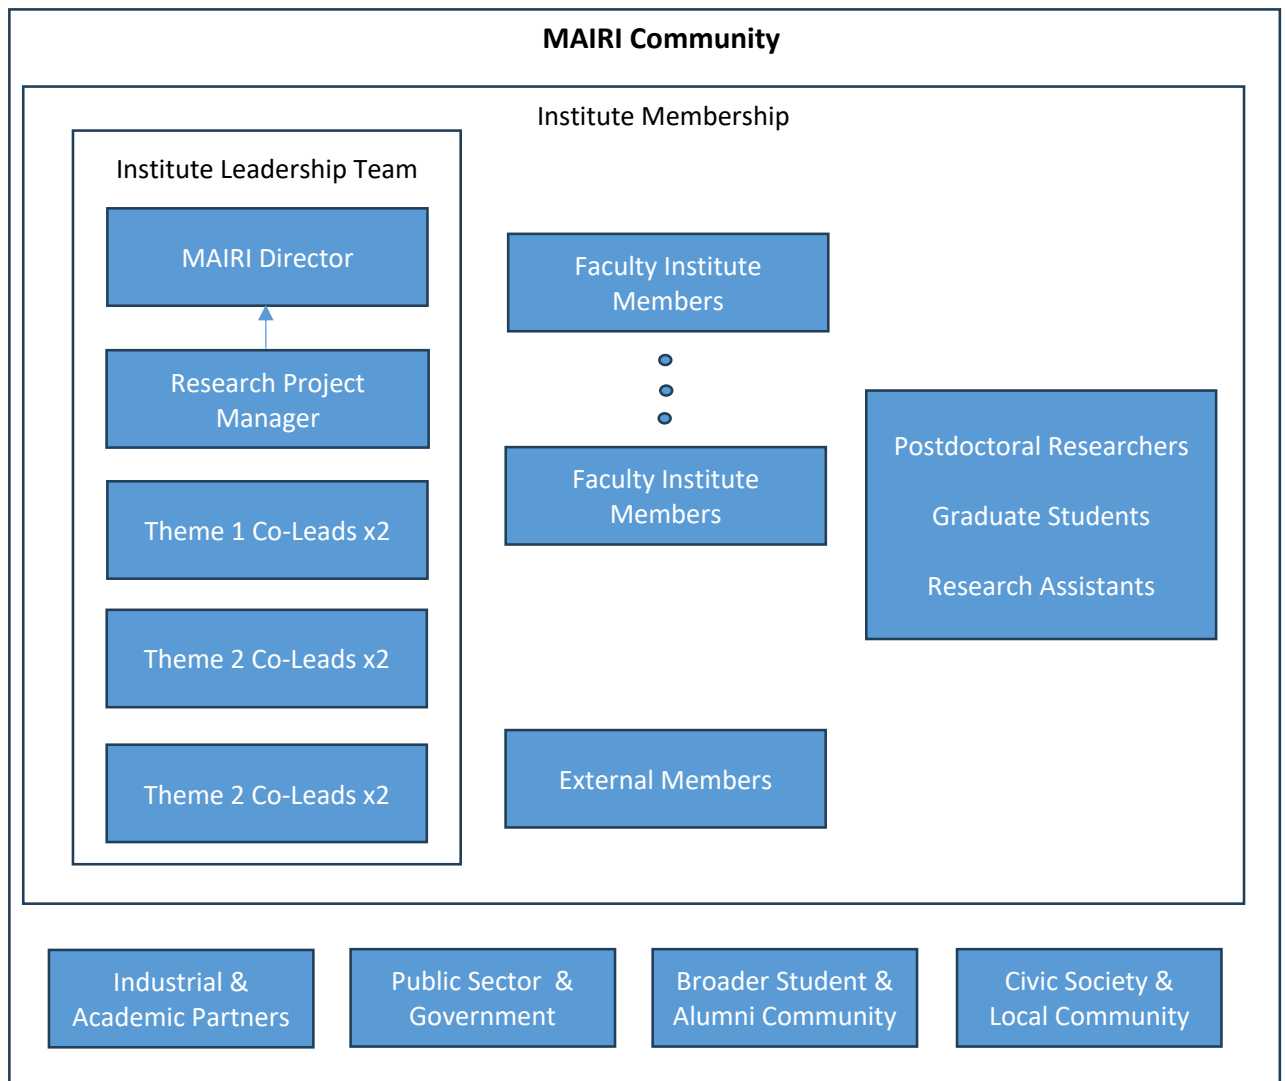 MAIRI Community
Institute Membership
Institute Leadership Team
MAIRI Director
Research Project
Manager
Theme 1 Co-Leads x2
Theme 2 Co-Leads x2
Theme 2 Co-Leads x2
Faculty Institute
Members
Faculty Institute
Members
External Members
Postdoctoral Researchers
Graduate Students
Research Assistants
Industrial &
Academic Partners
Public Sector &
Government
Broader Student &
Alumni Community
Civic Society &
Local Community